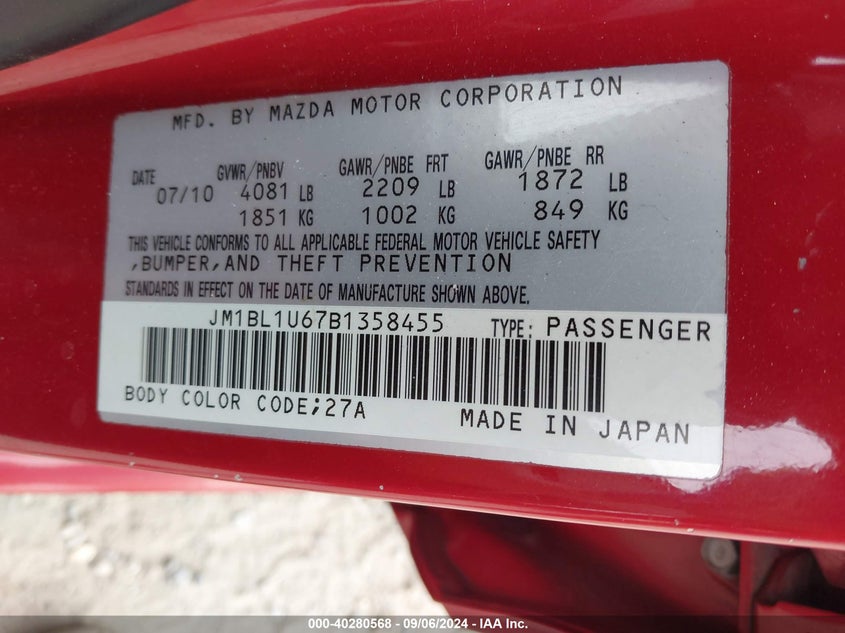 MFD. BY MAZDA MOTOR CORPORATION
DATE GVWR/PNBV GAWR/PNBE FRT GAWR/PNBE RR
07/10 4081 LB 2209 LB 1872 LB
1851 KG 1002 KG 849 KG
THIS VEHICLE CONFORMS TO ALL APPLICABLE FEDERAL MOTOR VEHICLE SAFETY
,BUMPER,AND THEFT PREVENTION
STANDARDS IN EFFECT ON THE DATE OF MANUFACTURE SHOWN ABOVE.
JM1BL1U67B1358455 TYPE: PASSENGER
BODY COLOR CODE;27A MADE IN JAPAN
000-40280568 - 09/06/2024 - IAA Inc.